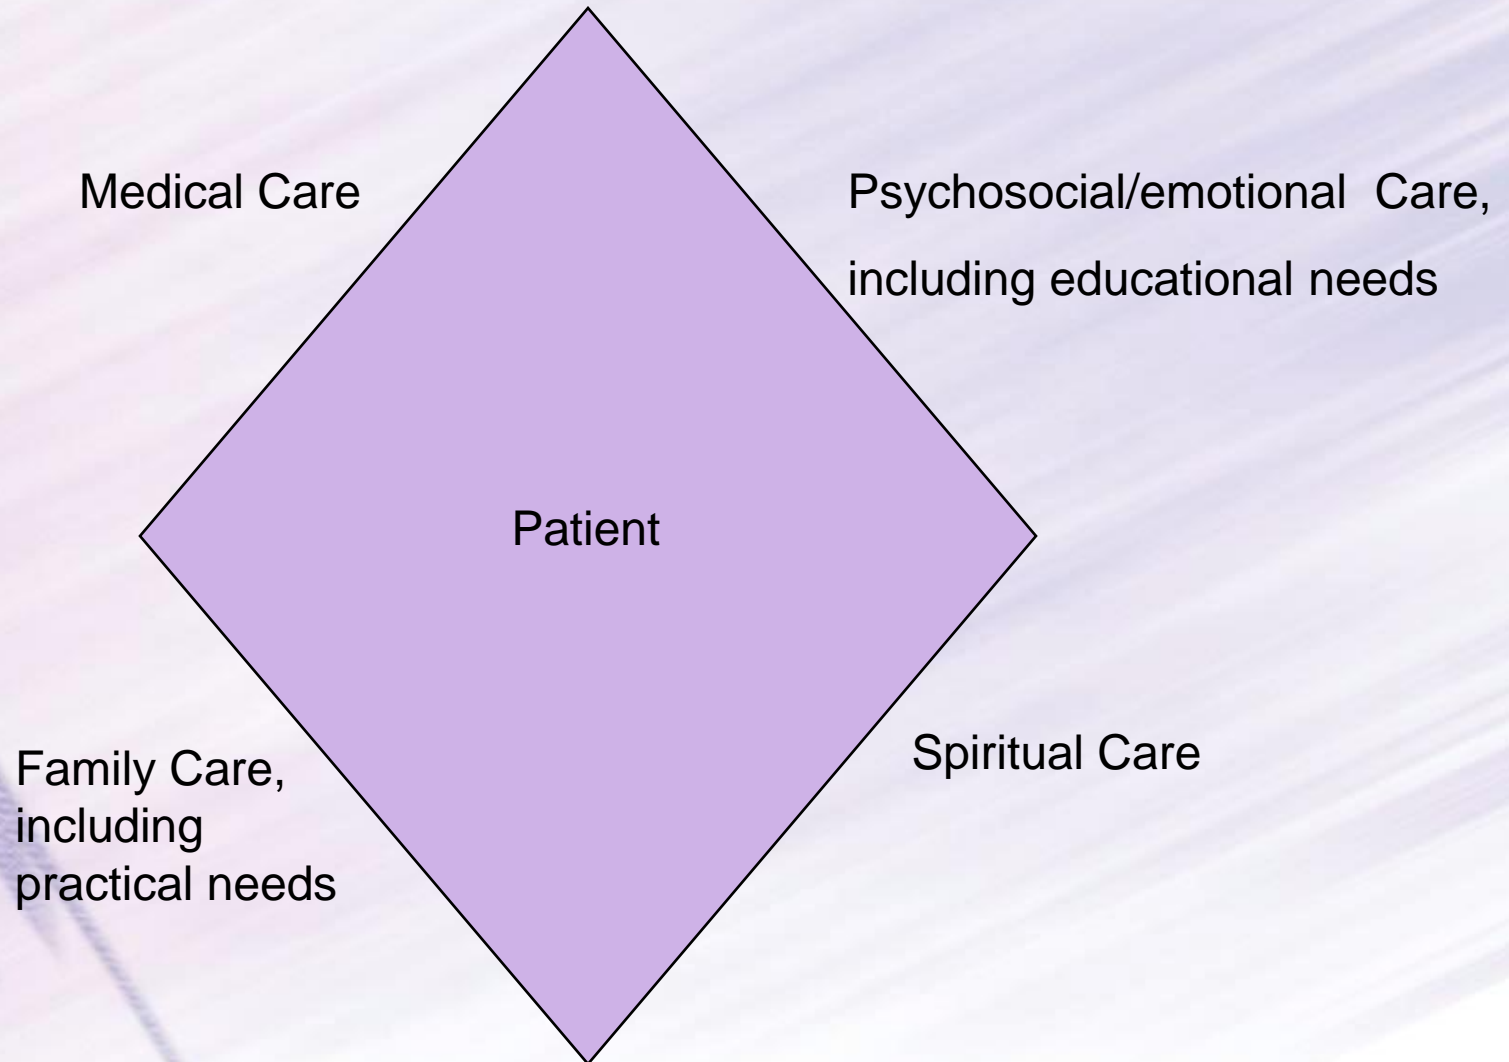 Medical Care
Psychosocial/emotional Care,
including educational needs
Patient
Family Care,
including
practical needs
Spiritual Care